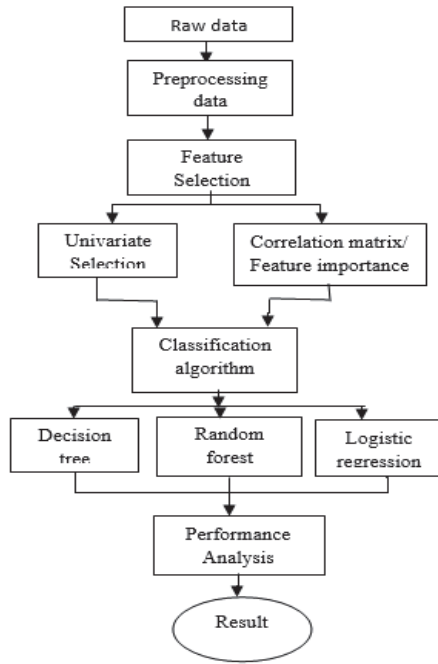 Raw data
Preprocessing
data
Feature
Selection
Univariate
Selection
Correlation matrix/
Feature importance
Classification
algorithm
Decision
tree
Random
forest
Logistic
regression
Performance
Analysis
Result